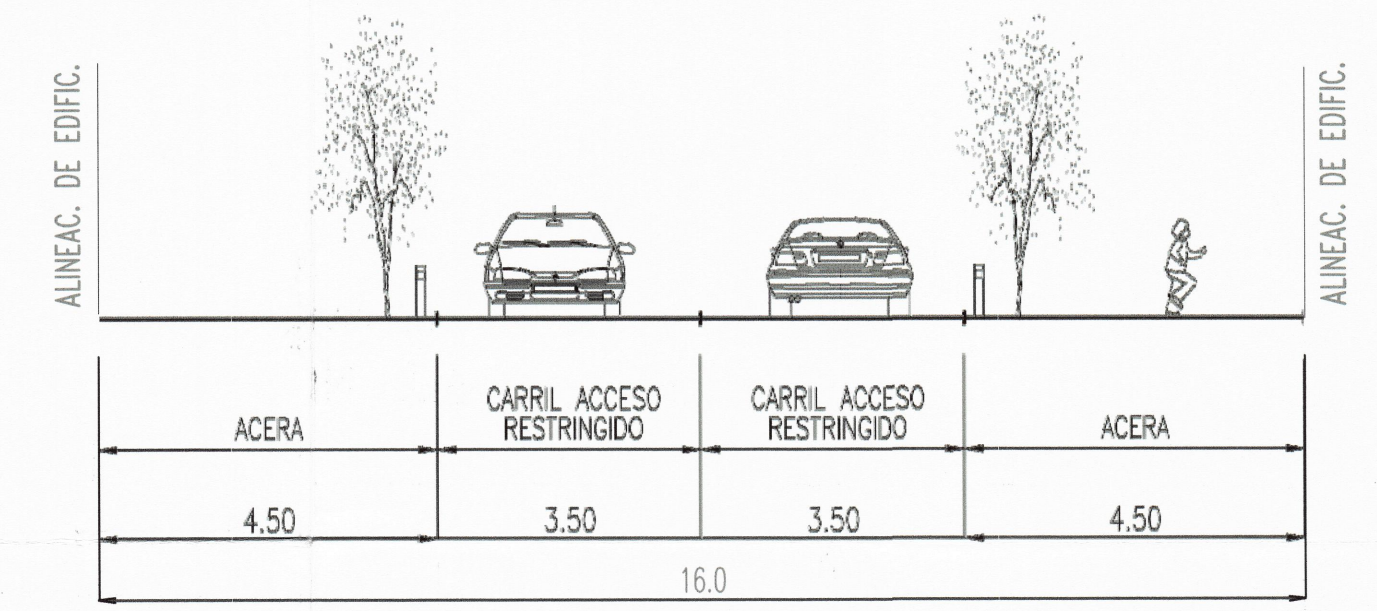 ALINEAC. DE EDIFIC.
ALINEAC. DE EDIFIC.
ACERA
CARRIL ACCESO
RESTRINGIDO
CARRIL ACCESO
RESTRINGIDO
ACERA
4.50
3.50
3.50
4.50
16.0